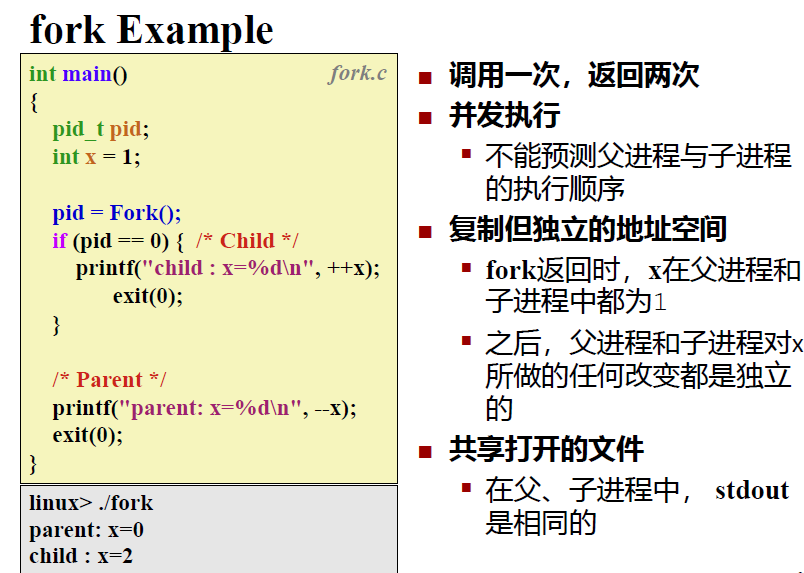 fork Example
int main()
fork.c
{
pid_t pid;
int x = 1;
pid = Fork();
if (pid == 0) { /* Child */
printf("child : x=%d\n", ++x);
exit(0);
}
/* Parent */
printf("parent: x=%d\n", --x);
exit(0);
}
linux> ./fork
parent: x=0
child : x=2
调用一次，返回两次
并发执行
不能预测父进程与子进程
的执行顺序
复制但独立的地址空间
fork返回时，x在父进程和
子进程中都为1
之后，父进程和子进程对x
所做的任何改变都是独立
的
共享打开的文件
在父、子进程中， stdout
是相同的